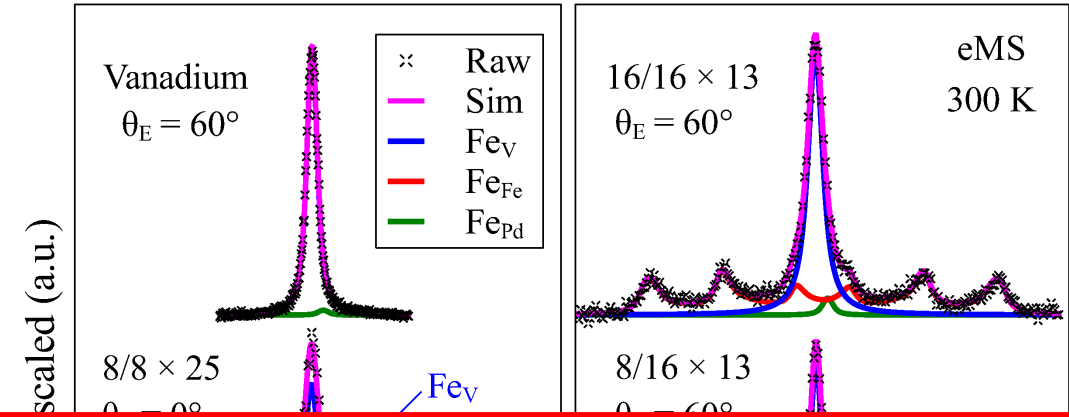 Vanadium
θE = 60°
Raw
Sim
FeV
FeFe
FePd
16/16 × 13
θE = 60°
eMS
300 K
scaled (a.u.)
8/8 × 25
FeV
8/16 × 13